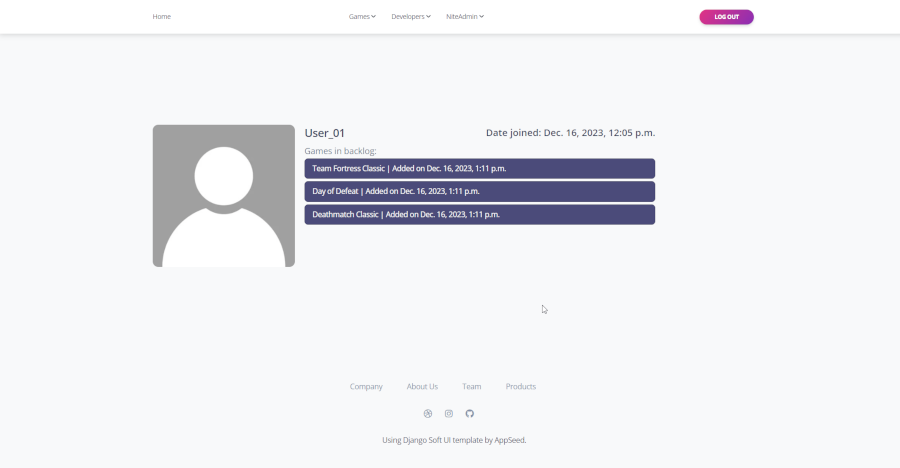 Home Games Developers NiteAdmin LOG OUT
User_01 Date joined: Dec. 16, 2023, 12:05 p.m.
Games in backlog:
Team Fortress Classic | Added on Dec. 16, 2023, 1:11 p.m.
Day of Defeat | Added on Dec. 16, 2023, 1:11 p.m.
Deathmatch Classic | Added on Dec. 16, 2023, 1:11 p.m.
Company About Us Team Products
Using Django Soft UI template by AppSeed.